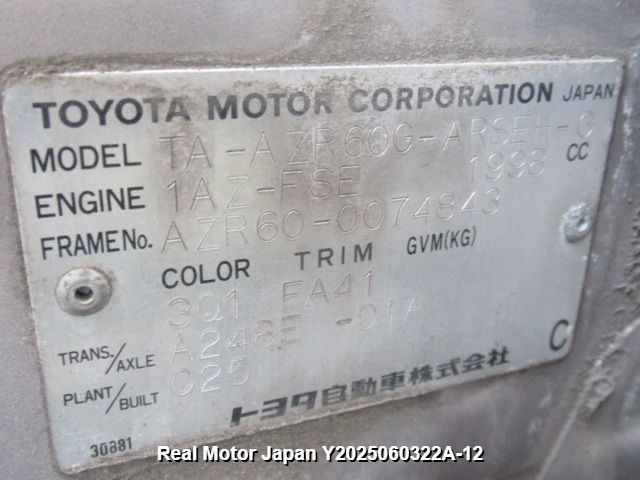 TOYOTA MOTOR CORPORATION JAPAN
MODEL TA-AZR60G-ARSEH-C
ENGINE 1AZ-FSE 1998 CC
FRAME No. AZR60-0074843
COLOR TRIM GVM(KG)
3Q1 FA41
TRANS./AXLE A248E -01A
PLANT/BUILT C25
C
トヨタ自動車株式会社
30881
Real Motor Japan Y2025060322A-12